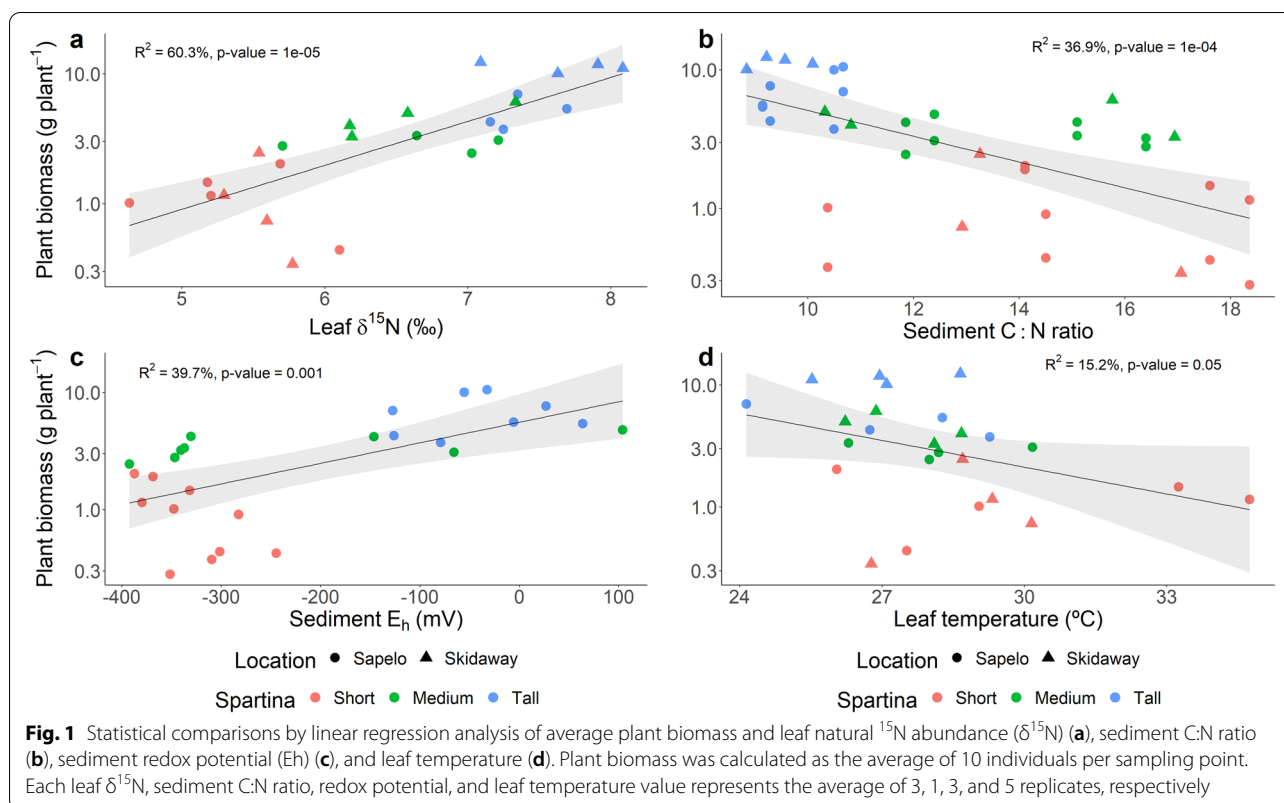 a
R² = 60.3%, p-value = 1e-05
Plant biomass (g plant⁻¹)
10.0
3.0
1.0
0.3
5 6 7 8
Leaf δ¹⁵N (‰)
b
R² = 36.9%, p-value = 1e-04
10.0
3.0
1.0
0.3
10 12 14 16 18
Sediment C : N ratio
c
R² = 39.7%, p-value = 0.001
Plant biomass (g plant⁻¹)
10.0
3.0
1.0
0.3
-400 -300 -200 -100 0 100
Sediment Eₕ (mV)
d
R² = 15.2%, p-value = 0.05
10.0
3.0
1.0
0.3
24 27 30 33
Leaf temperature (ºC)
Location Sapelo Skidaway
Spartina Short Medium Tall
Location Sapelo Skidaway
Spartina Short Medium Tall
Fig. 1 Statistical comparisons by linear regression analysis of average plant biomass and leaf natural ¹⁵N abundance (δ¹⁵N) (a), sediment C:N ratio
(b), sediment redox potential (Eh) (c), and leaf temperature (d). Plant biomass was calculated as the average of 10 individuals per sampling point.
Each leaf δ¹⁵N, sediment C:N ratio, redox potential, and leaf temperature value represents the average of 3, 1, 3, and 5 replicates, respectively